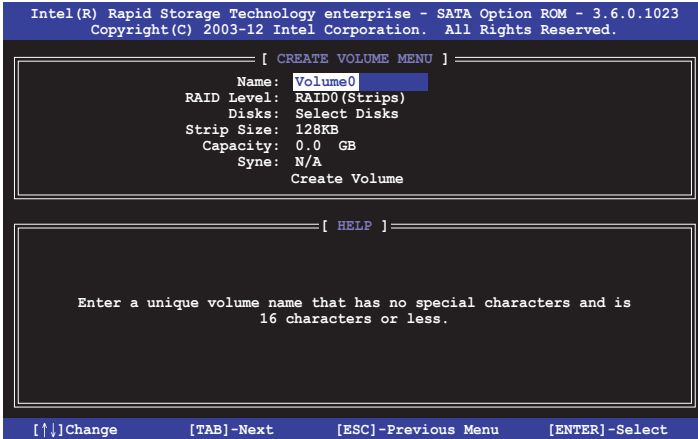 Intel(R) Rapid Storage Technology enterprise - SATA Option ROM - 3.6.0.1023
Copyright(C) 2003-12 Intel Corporation. All Rights Reserved.
[ CREATE VOLUME MENU ]
Name: Volume0
RAID Level: RAID0(Strips)
Disks: Select Disks
Strip Size: 128KB
Capacity: 0.0 GB
Syne: N/A
Create Volume
[ HELP ]
Enter a unique volume name that has no special characters and is
16 characters or less.
[↑↓]Change [TAB]-Next [ESC]-Previous Menu [ENTER]-Select